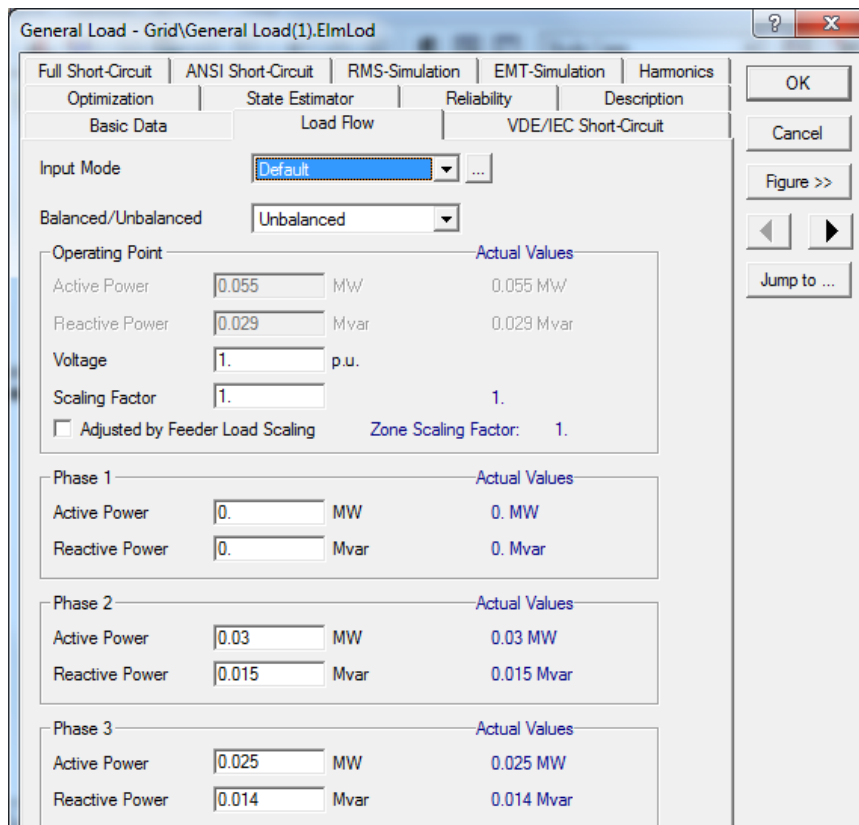 General Load - Grid\General Load(1).ElmLod
Full Short-Circuit ANSI Short-Circuit RMS-Simulation EMT-Simulation Harmonics
Optimization State Estimator Reliability Description
Basic Data Load Flow VDE/IEC Short-Circuit
OK
Cancel
Figure >>
Jump to ...
Input Mode Default ...
Balanced/Unbalanced Unbalanced
Operating Point Actual Values
Active Power 0.055 MW 0.055 MW
Reactive Power 0.029 Mvar 0.029 Mvar
Voltage 1. p.u.
Scaling Factor 1. 1.
Adjusted by Feeder Load Scaling Zone Scaling Factor: 1.
Phase 1 Actual Values
Active Power 0. MW 0. MW
Reactive Power 0. Mvar 0. Mvar
Phase 2 Actual Values
Active Power 0.03 MW 0.03 MW
Reactive Power 0.015 Mvar 0.015 Mvar
Phase 3 Actual Values
Active Power 0.025 MW 0.025 MW
Reactive Power 0.014 Mvar 0.014 Mvar